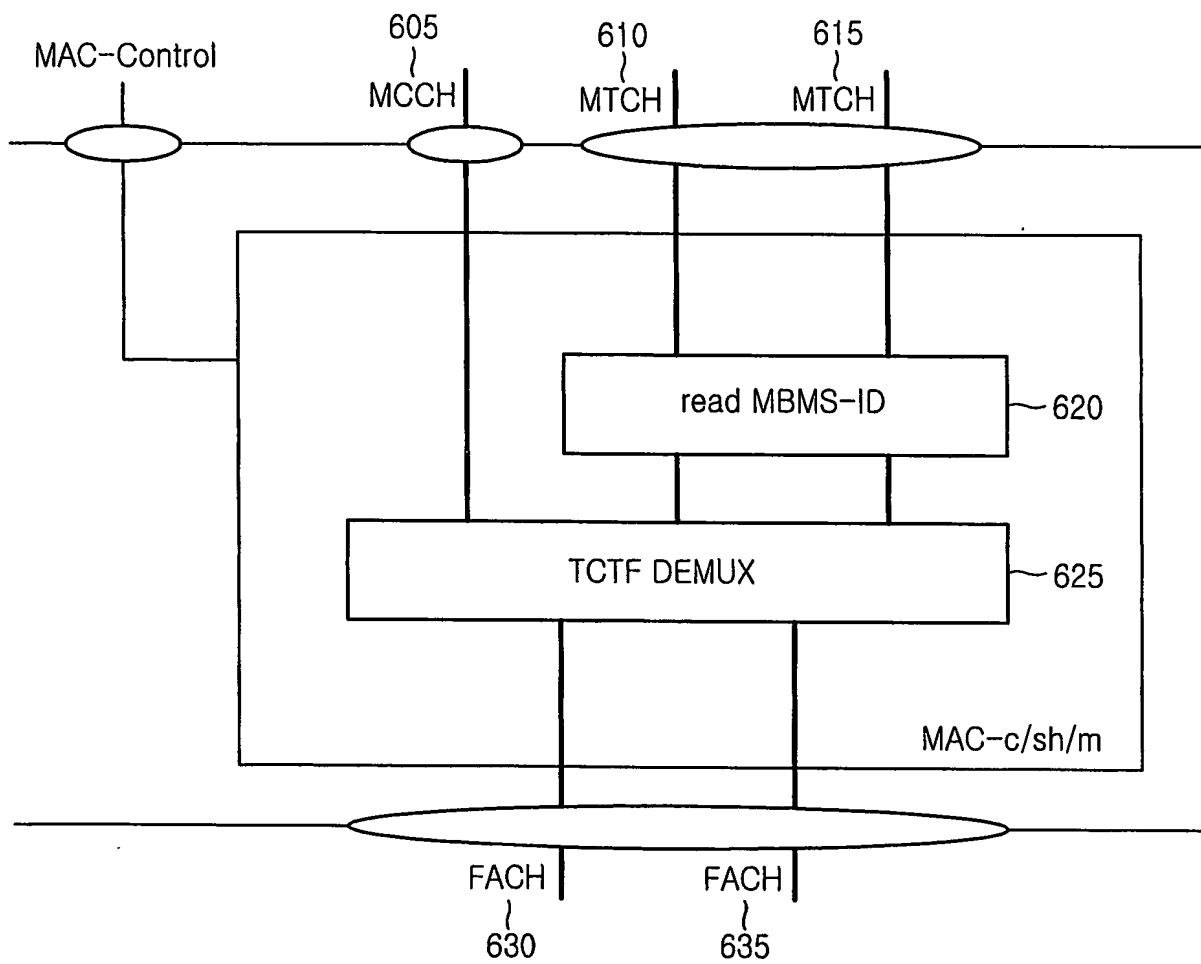 605
610
615
MAC-Control
MCCH
MTCH
MTCH
read MBMS-ID
620
TCTF DEMUX
625
MAC-c/sh/m
FACH
FACH
630
635